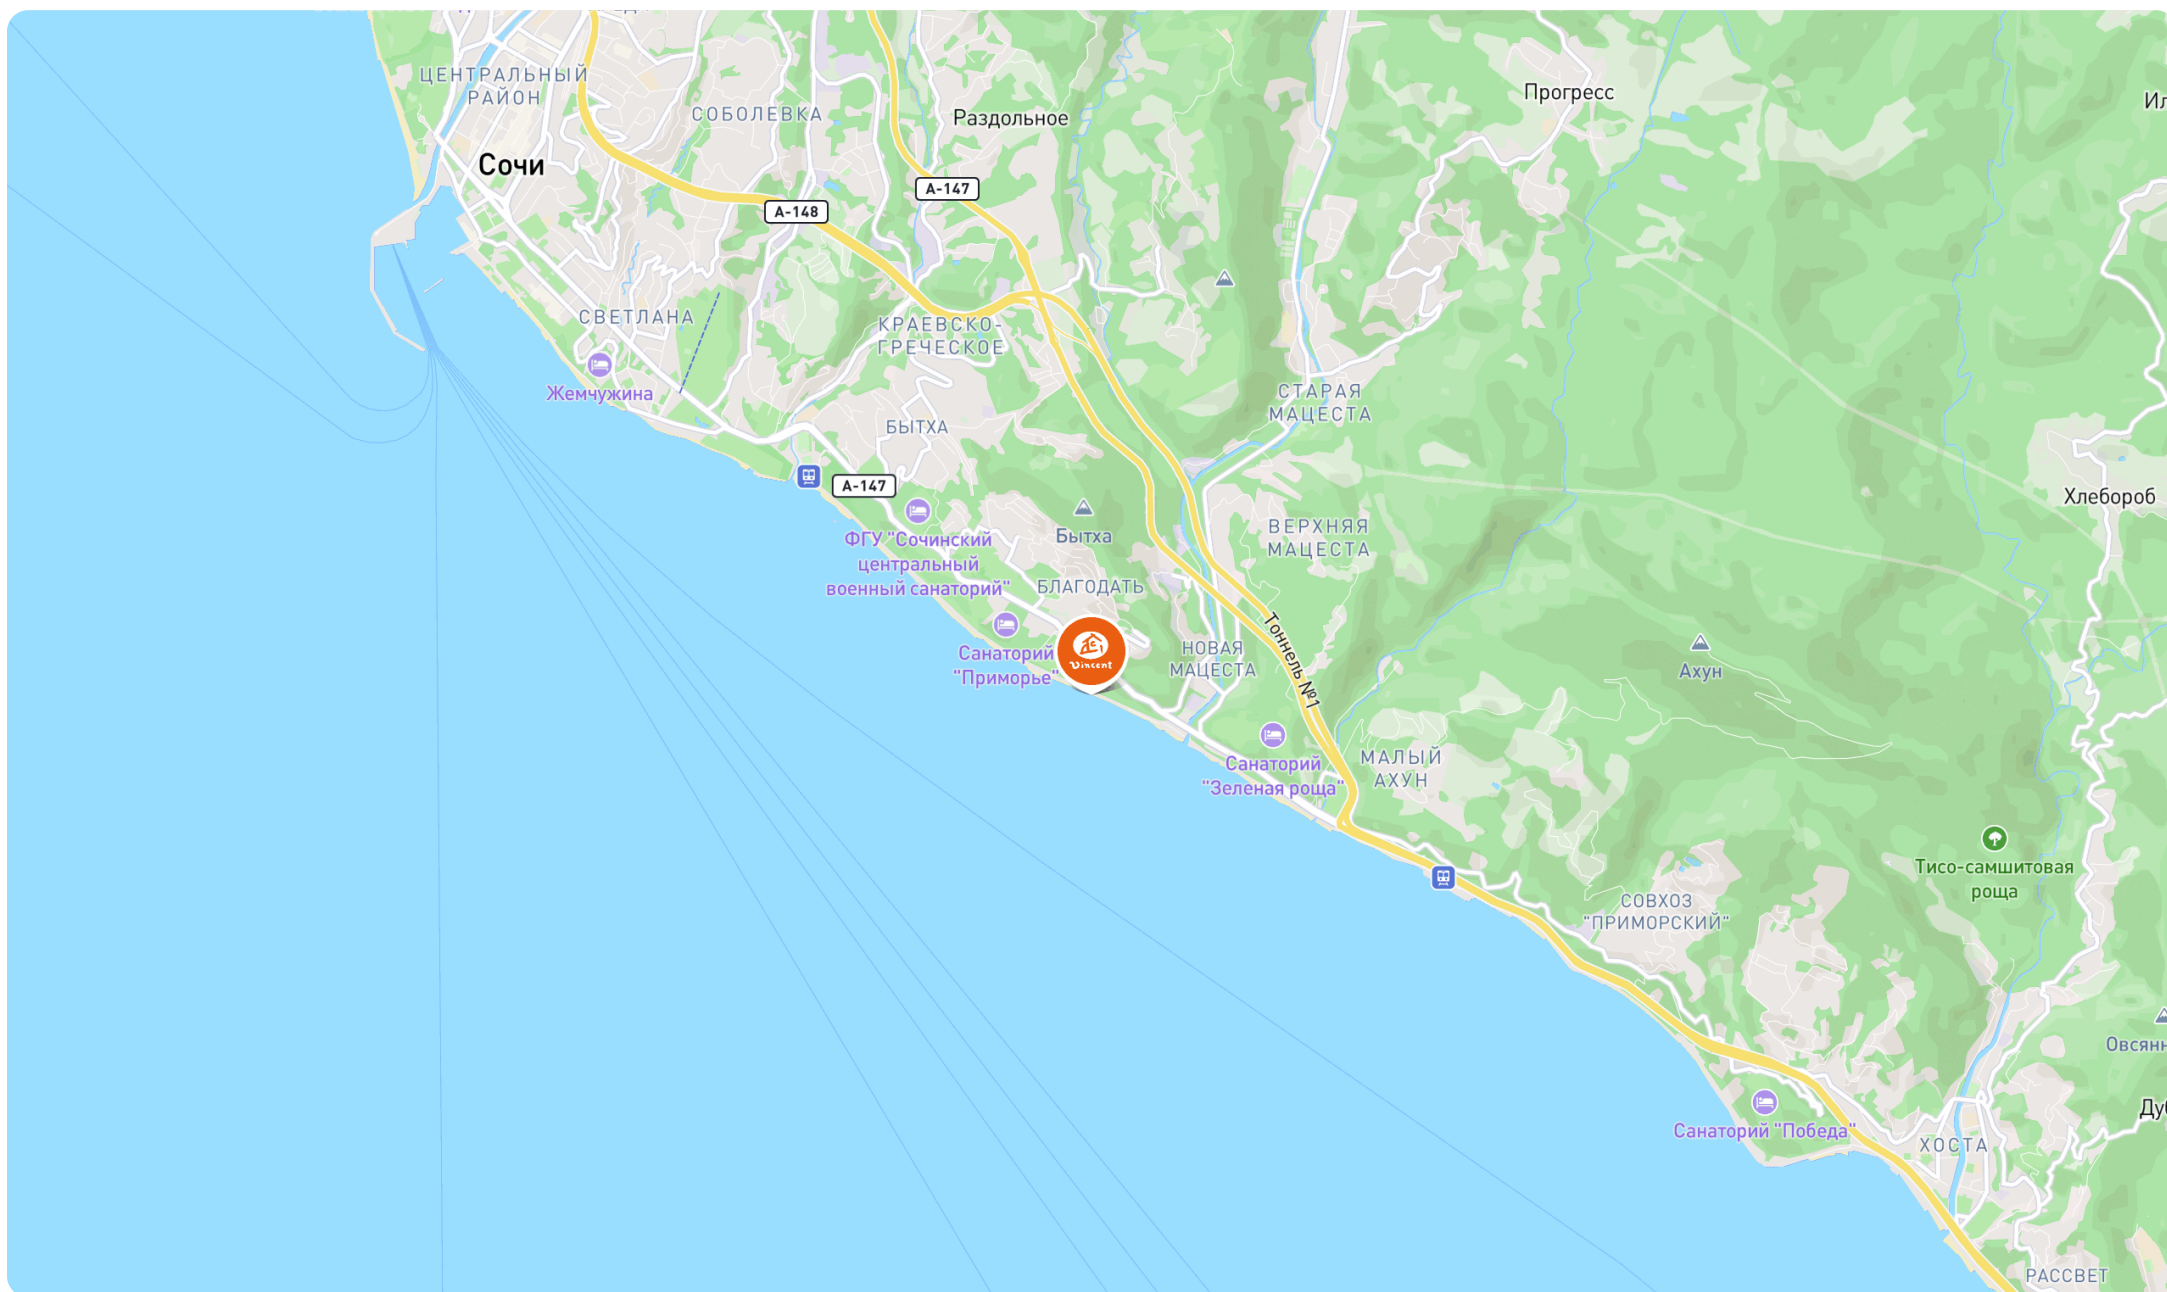 ЦЕНТРАЛЬНЫЙ
РАЙОН
СОБОЛЕВКА
Раздольное
Прогресс
Сочи
А-147
А-148
СВЕТЛАНА
КРАЕВСКО-
ГРЕЧЕСКОЕ
Жемчужина
СТАРАЯ
МАЦЕСТА
БЫТХА
А-147
Хлебороб
ФГУ "Сочинский
центральный
военный санаторий"
Бытха
ВЕРХНЯЯ
МАЦЕСТА
БЛАГОДАТЬ
Санаторий
"Приморье"
Vincent
НОВАЯ
МАЦЕСТА
Тоннель №1
Ахун
Санаторий
"Зеленая роща"
МАЛЫЙ
АХУН
Тисо-самшитовая
роща
СОВХОЗ
"ПРИМОРСКИЙ"
Санаторий "Победа"
ХОСТА
РАССВЕТ